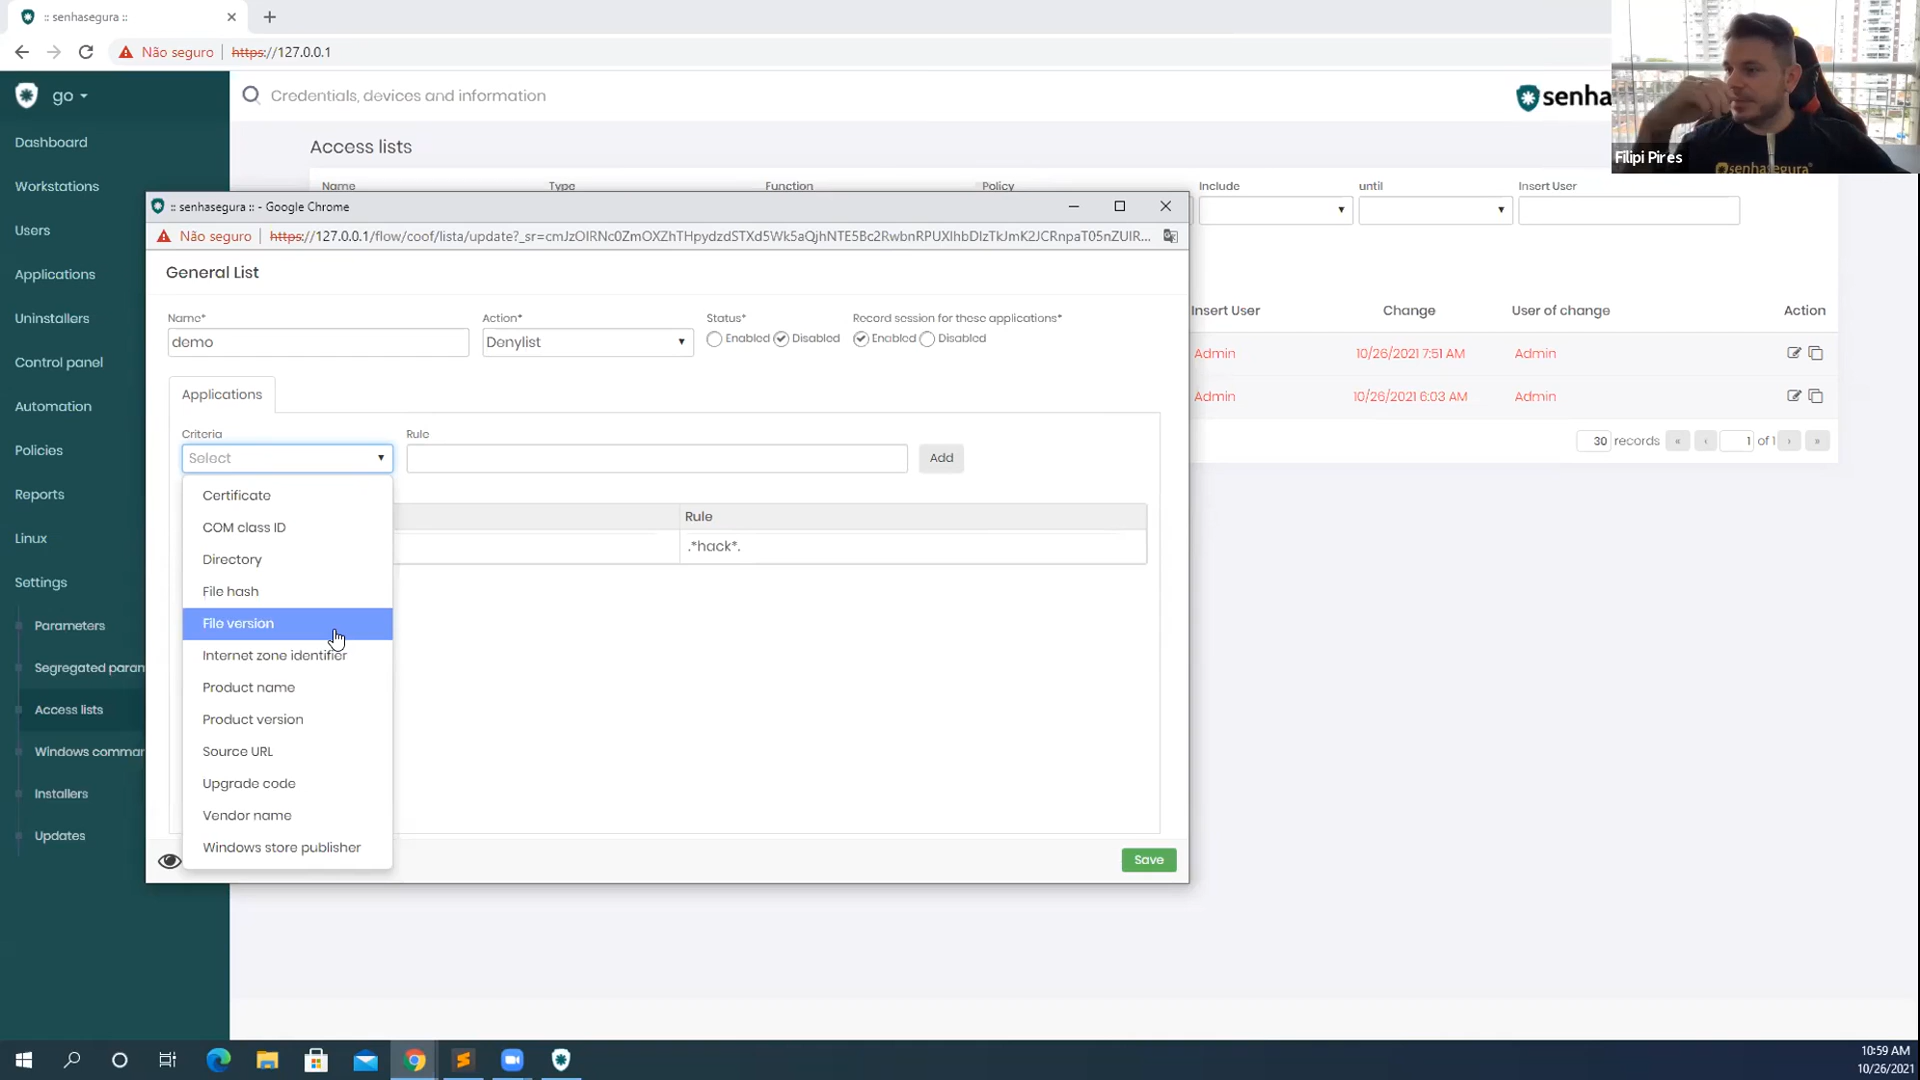 :: senhasegura ::
Não seguro | https://127.0.0.1
go
Credentials, devices and information
senha
Filipi Pires
Dashboard
Workstations
Users
Applications
Uninstallers
Control panel
Automation
Policies
Reports
Linux
Settings
Parameters
Segregated param
Access lists
Windows commar
Installers
Updates
Access lists
Name Type Function Policy Include until Insert User
Insert User Change User of change Action
Admin 10/26/2021 7:51 AM Admin
Admin 10/26/2021 6:03 AM Admin
30 records « ‹ 1 of 1 › »
:: senhasegura :: - Google Chrome
Não seguro | https://127.0.0.1/flow/coof/lista/update?_sr=
General List
Name* Action* Status* Record session for these applications*
demo Denylist Enabled Disabled Enabled Disabled
Applications
Criteria Rule
Select Add
Certificate
COM class ID
Directory
File hash
File version
Internet zone identifier
Product name
Product version
Source URL
Upgrade code
Vendor name
Windows store publisher
Rule
.*hack*.
Save
senhasegura
10:59 AM
10/26/2021